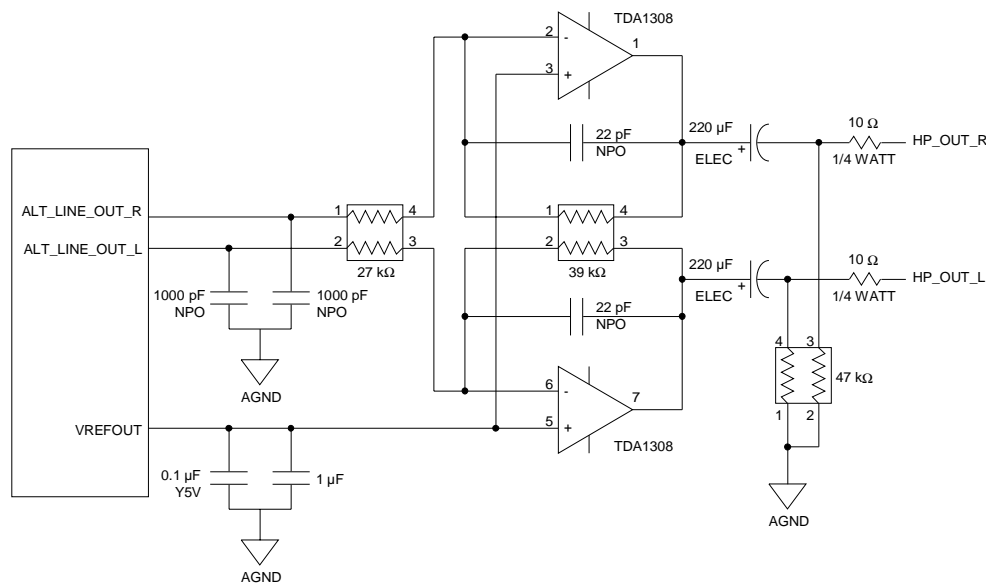 TDA1308
2
-
1
3
+
22 pF
NPO
220 µF
ELEC
+
10 Ω
1/4 WATT
HP_OUT_R
ALT_LINE_OUT_R
1
4
1
4
ALT_LINE_OUT_L
2
3
2
3
27 kΩ
39 kΩ
220 µF
ELEC
+
10 Ω
1/4 WATT
HP_OUT_L
1000 pF
NPO
1000 pF
NPO
22 pF
NPO
AGND
4
3
47 kΩ
1
2
6
-
7
5
+
TDA1308
VREFOUT
0.1 µF
Y5V
1 µF
AGND
AGND